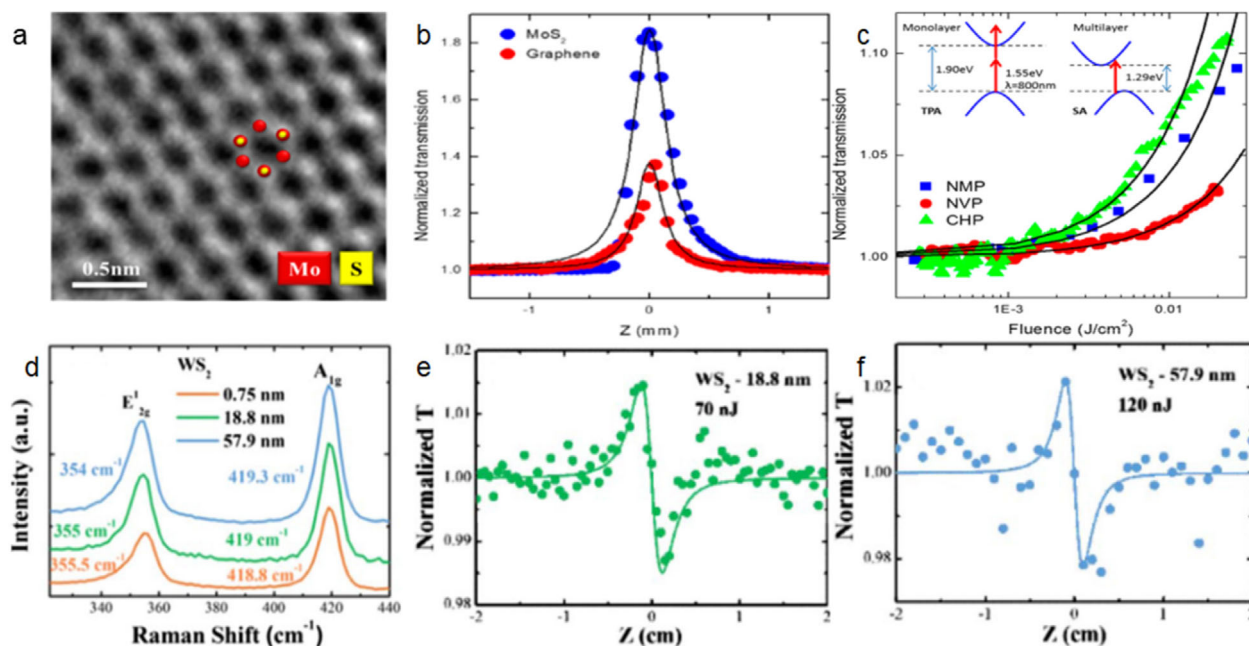 a
Mo
S
0.5nm
b
MoS2
Graphene
Normalized transmission
1.8
1.6
1.4
1.2
1.0
-1
0
1
Z (mm)
c
Monolayer
Multilayer
1.90eV
1.55eV
λ=800nm
1.29eV
TPA
SA
NMP
NVP
CHP
Normalized transmission
1.10
1.05
1.00
1E-3
0.01
Fluence (J/cm²)
d
WS2
E¹2g
A1g
0.75 nm
18.8 nm
57.9 nm
354 cm⁻¹
419.3 cm⁻¹
355 cm⁻¹
419 cm⁻¹
355.5 cm⁻¹
418.8 cm⁻¹
Intensity (a.u.)
340
360
380
400
420
440
Raman Shift (cm⁻¹)
e
WS2 - 18.8 nm
70 nJ
Normalized T
1.02
1.01
1.00
0.99
0.98
-2
-1
0
1
2
Z (cm)
f
WS2 - 57.9 nm
120 nJ
Normalized T
1.02
1.00
0.98
-2
-1
0
1
2
Z (cm)